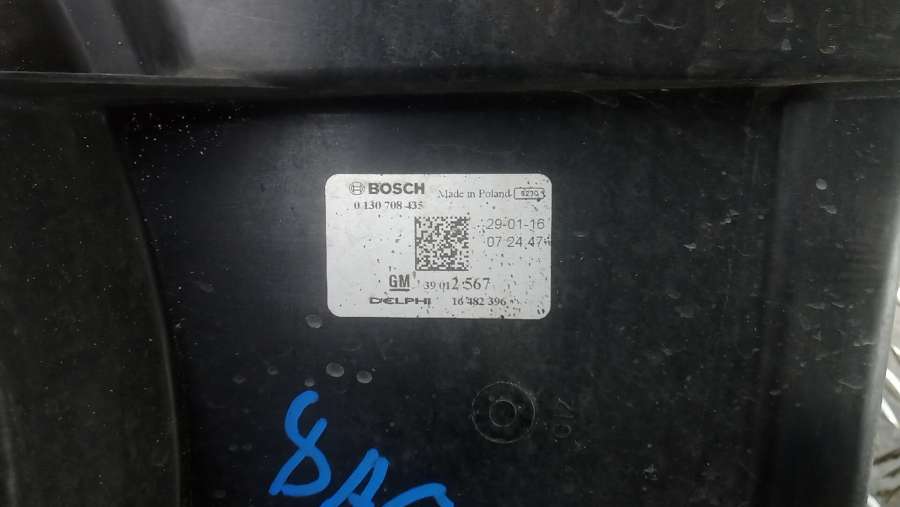 BOSCH Made in Poland
0 130 708 435
29-01-16
07 24 47
GM 39 012 567
DELPHI 16 482 396